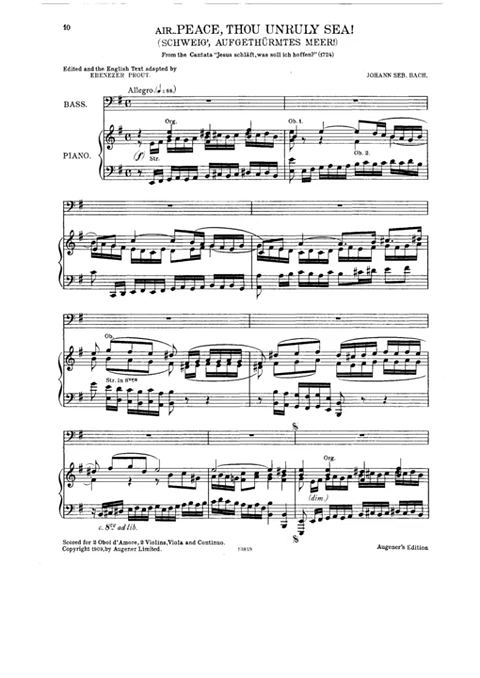 10
AIR_PEACE, THOU UNRULY SEA!
(SCHWEIG', AUFGETHÜRMTES MEER!)
From the Cantata "Jesus schläft, was soll ich hoffen?" (1724)
Edited and the English Text adapted by
EBENEZER PROUT.
JOHANN SEB. BACH.
Allegro.
BASS.
Org.
Ob. 1.
PIANO.
(f)
Str.
Ob. 2.
Ob.
Str. in 8ves
(dim.)
c. 8ve ad lib.
Scored for 2 Oboi d'Amore, 2 Violins, Viola and Continuo.
Copyright 1909, by Augener Limited.
Augener's Edition